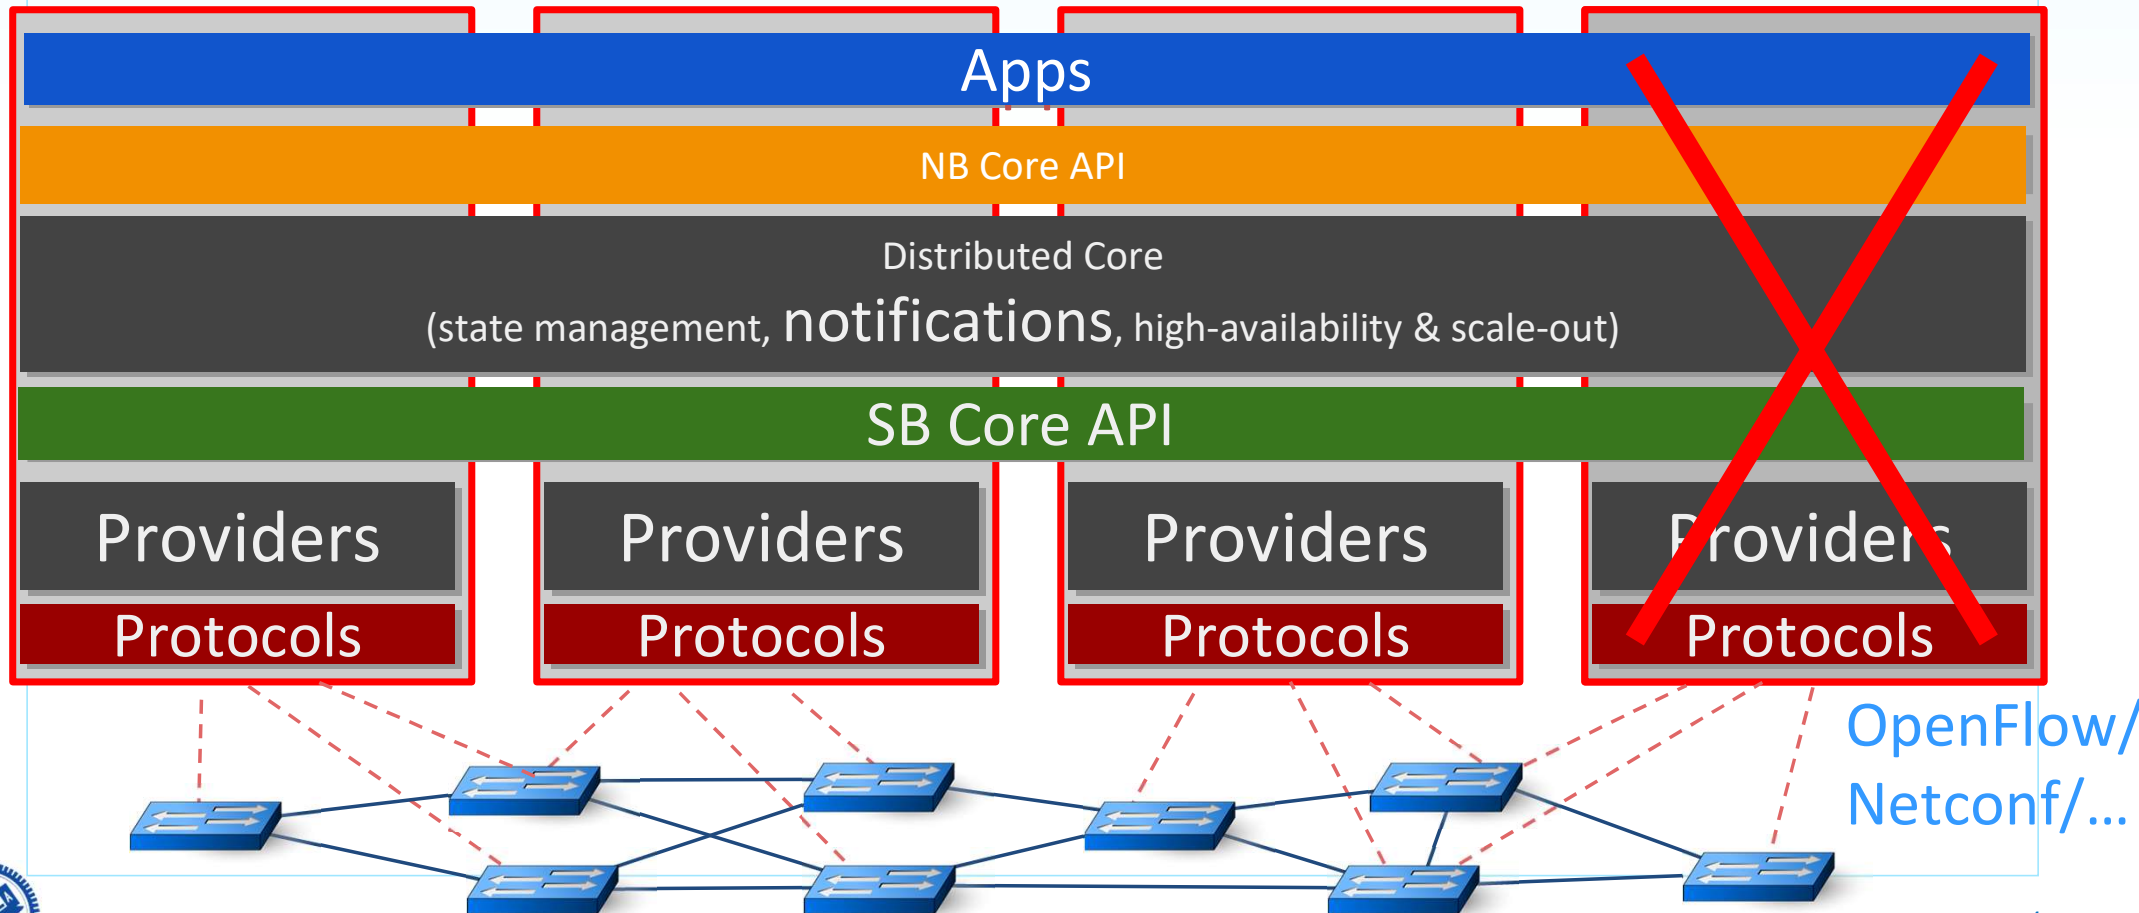 Apps
NB Core API
Distributed Core
(state management, notifications, high-availability & scale-out)
SB Core API
Providers Providers Providers Providers
Protocols Protocols Protocols Protocols
OpenFlow/
Netconf/...